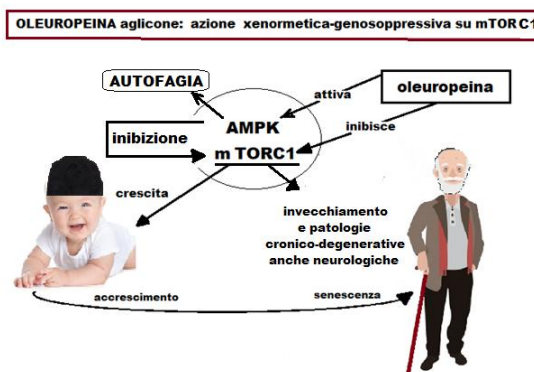 OLEUROPEINA aglicone: azione xenormetica-genosoppressiva su mTORC1
AUTOFAGIA
oleuropeina
attiva
AMPK
inibisce
inibizione
m TORC1
crescita
invecchiamento
e patologie
cronico-degenerative
anche neurologiche
accrescimento
senescenza